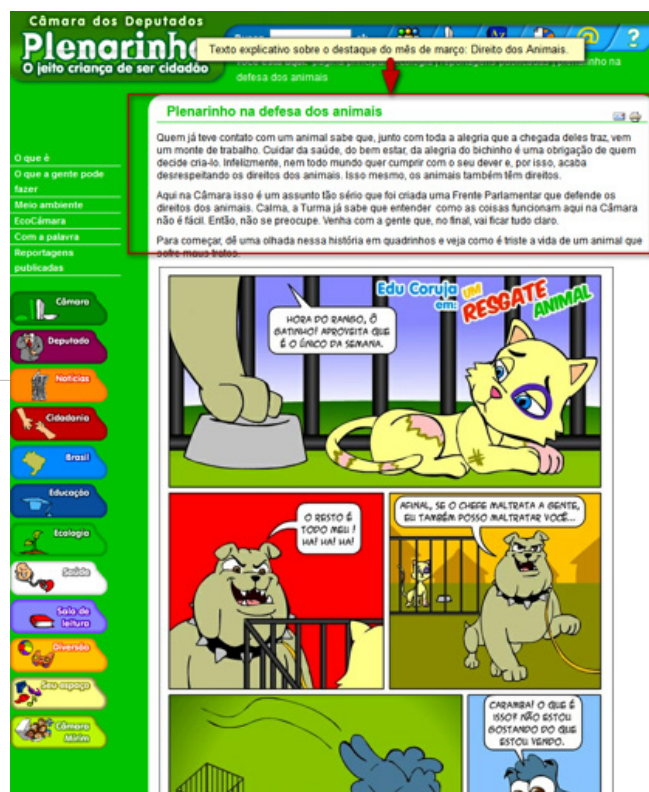 Câmara dos Deputados
Plenarinho
O jeito criança de ser cidadão
Texto explicativo sobre o destaque do mês de março: Direito dos Animais.
defesa dos animais
Plenarinho na defesa dos animais
Quem já teve contato com um animal sabe que, junto com toda a alegria que a chegada deles traz, vem
um monte de trabalho. Cuidar da saúde, do bem estar, da alegria do bichinho é uma obrigação de quem
decide cria-lo. Infelizmente, nem todo mundo quer cumprir com o seu dever e, por isso, acaba
desrespeitando os direitos dos animais. Isso mesmo, os animais também têm direitos.
Aqui na Câmara isso é um assunto tão sério que foi criada uma Frente Parlamentar que defende os
direitos dos animais. Calma, a Turma já sabe que entender como as coisas funcionam aqui na Câmara
não é fácil. Então, não se preocupe. Venha com a gente que, no final, vai ficar tudo claro.
Para começar, dê uma olhada nessa história em quadrinhos e veja como é triste a vida de um animal que
sofre maus tratos.
O que é
O que a gente pode
fazer
Meio ambiente
EcoCâmara
Com a palavra
Reportagens
publicadas
Câmara
Deputado
Notícias
Cidadania
Brasil
Educação
Ecologia
Saúde
Sala de
leitura
Diversão
Seu espaço
Câmara
Mirim
Edu Coruja
em:
UM
RESGATE
ANIMAL
HORA DO RANGO, Ô
GATINHO! APROVEITA QUE
É O ÚNICO DA SEMANA.
O RESTO É
TODO MEU !
HA! HA! HA!
AFINAL, SE O CHEFE MALTRATA A GENTE,
EU TAMBÉM POSSO MALTRATAR VOCÊ...
CARAMBA! O QUE É
ISSO? NÃO ESTOU
GOSTANDO DO QUE
ESTOU VENDO.